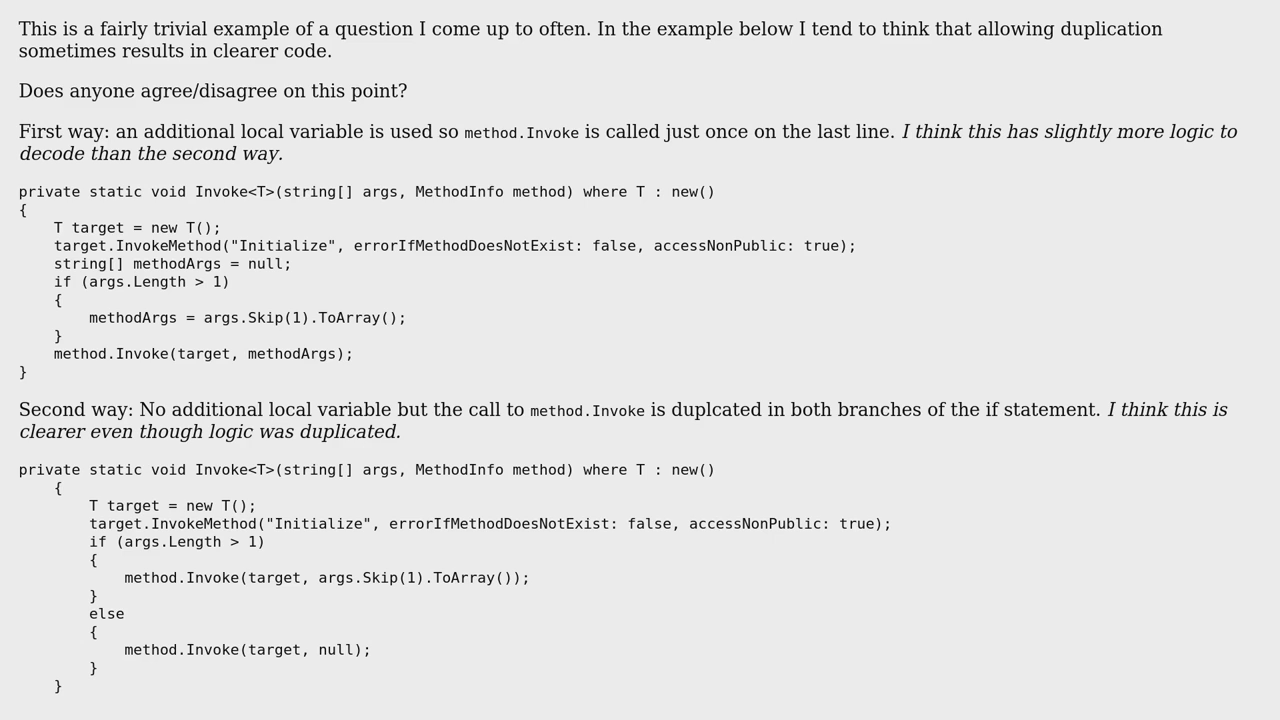 This is a fairly trivial example of a question I come up to often. In the example below I tend to think that allowing duplication
sometimes results in clearer code.
Does anyone agree/disagree on this point?
First way: an additional local variable is used so method.Invoke is called just once on the last line. I think this has slightly more logic to
decode than the second way.
private static void Invoke<T>(string[] args, MethodInfo method) where T : new()
{
    T target = new T();
    target.InvokeMethod("Initialize", errorIfMethodDoesNotExist: false, accessNonPublic: true);
    string[] methodArgs = null;
    if (args.Length > 1)
    {
        methodArgs = args.Skip(1).ToArray();
    }
    method.Invoke(target, methodArgs);
}
Second way: No additional local variable but the call to method.Invoke is duplcated in both branches of the if statement. I think this is
clearer even though logic was duplicated.
private static void Invoke<T>(string[] args, MethodInfo method) where T : new()
    {
        T target = new T();
        target.InvokeMethod("Initialize", errorIfMethodDoesNotExist: false, accessNonPublic: true);
        if (args.Length > 1)
        {
            method.Invoke(target, args.Skip(1).ToArray());
        }
        else
        {
            method.Invoke(target, null);
        }
    }